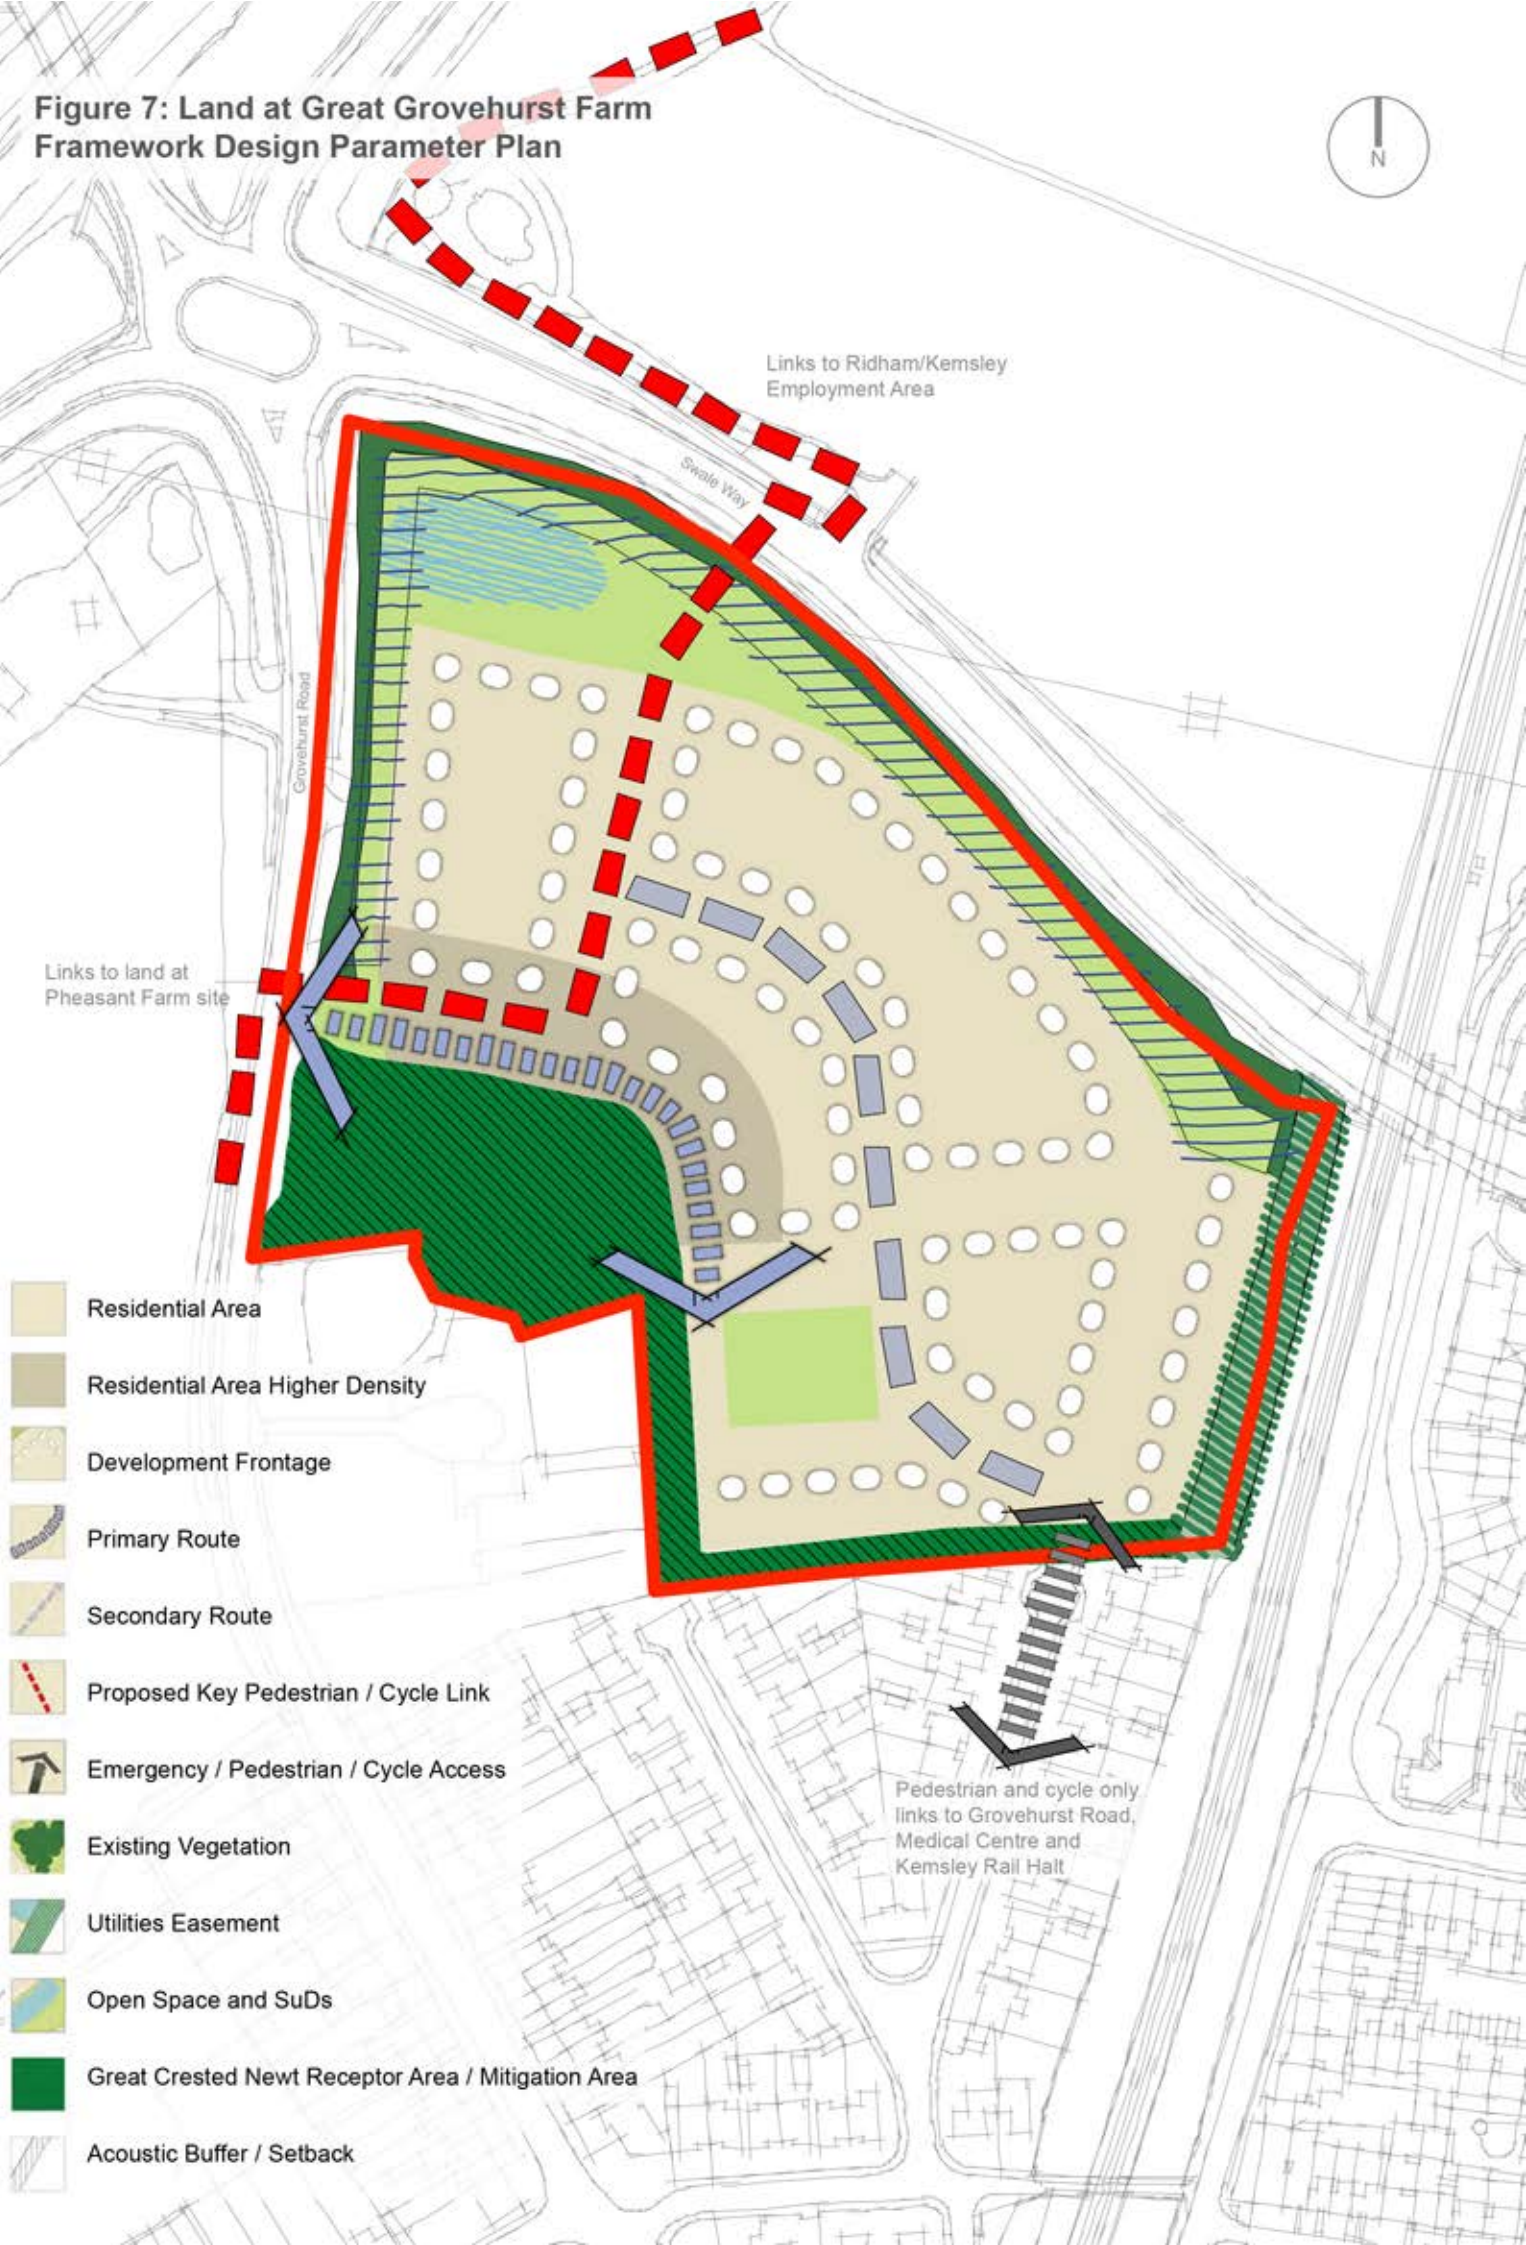 Figure 7: Land at Great Grovehurst Farm
Framework Design Parameter Plan
N
Links to Ridham/Kemsley
Employment Area
Swale Way
Grovehurst Road
Links to land at
Pheasant Farm site
Residential Area
Residential Area Higher Density
Development Frontage
Primary Route
Secondary Route
Proposed Key Pedestrian / Cycle Link
Emergency / Pedestrian / Cycle Access
Existing Vegetation
Utilities Easement
Open Space and SuDs
Great Crested Newt Receptor Area / Mitigation Area
Acoustic Buffer / Setback
Pedestrian and cycle only
links to Grovehurst Road,
Medical Centre and
Kemsley Rail Halt